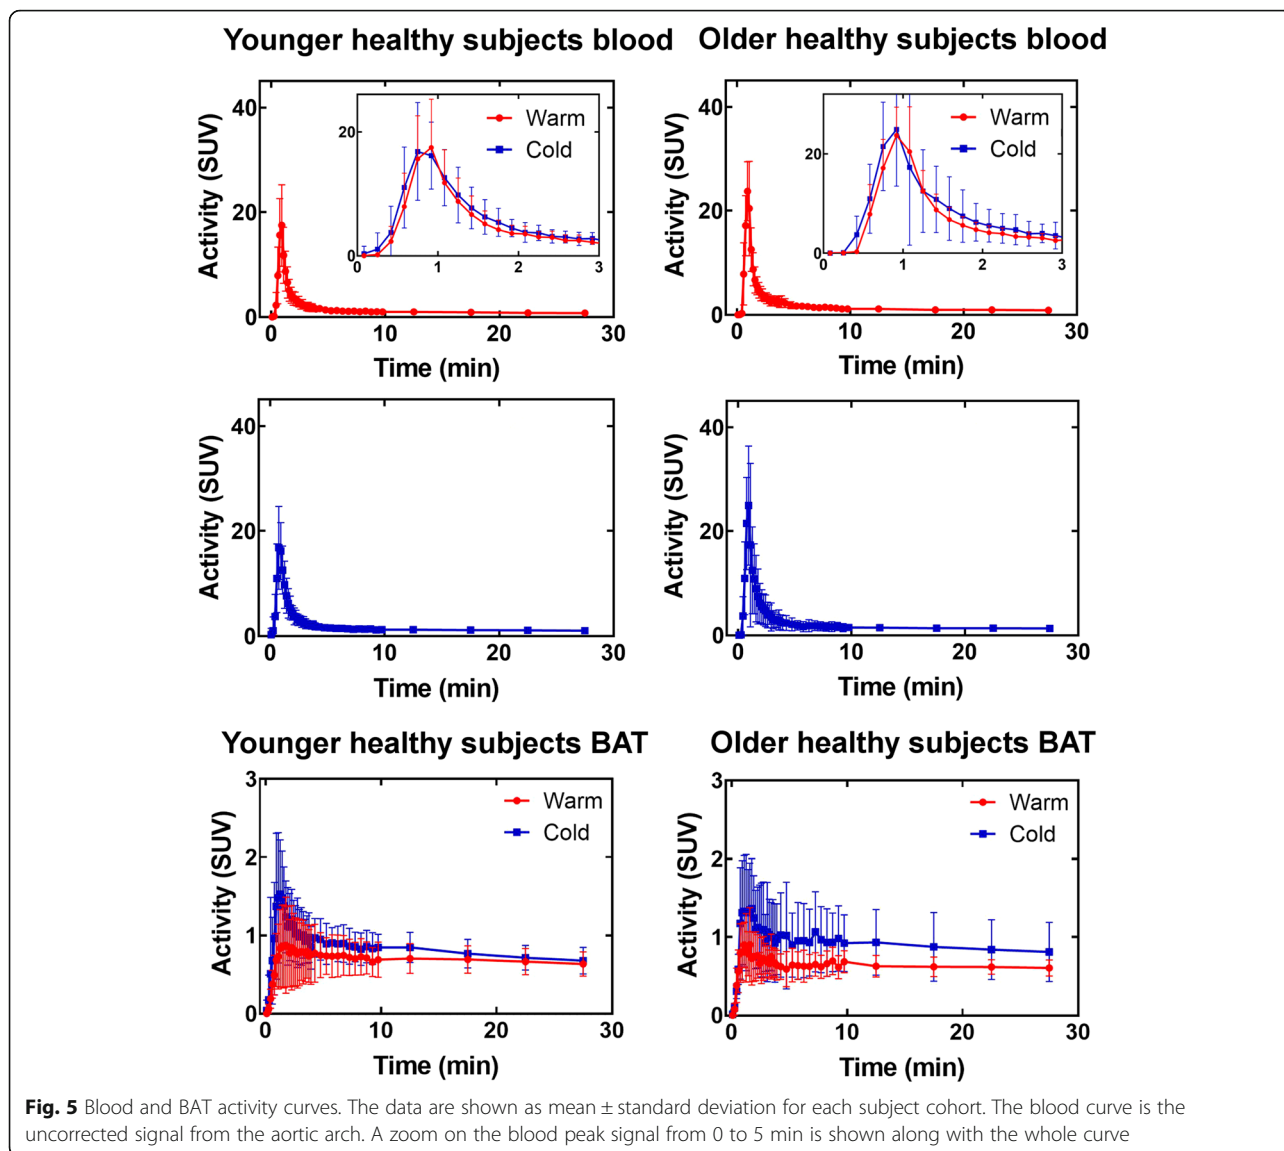 Younger healthy subjects blood
Older healthy subjects blood
Activity (SUV)
40
20
0
0 10 20 30
Time (min)
20
0
0 1 2 3
Warm
Cold
Activity (SUV)
40
20
0
0 10 20 30
Time (min)
20
0
0 1 2 3
Warm
Cold
Activity (SUV)
40
20
0
0 10 20 30
Time (min)
Activity (SUV)
40
20
0
0 10 20 30
Time (min)
Younger healthy subjects BAT
Older healthy subjects BAT
Activity (SUV)
3
2
1
0
0 10 20 30
Time (min)
Warm
Cold
Activity (SUV)
3
2
1
0
0 10 20 30
Time (min)
Warm
Cold
Fig. 5 Blood and BAT activity curves. The data are shown as mean ± standard deviation for each subject cohort. The blood curve is the
uncorrected signal from the aortic arch. A zoom on the blood peak signal from 0 to 5 min is shown along with the whole curve